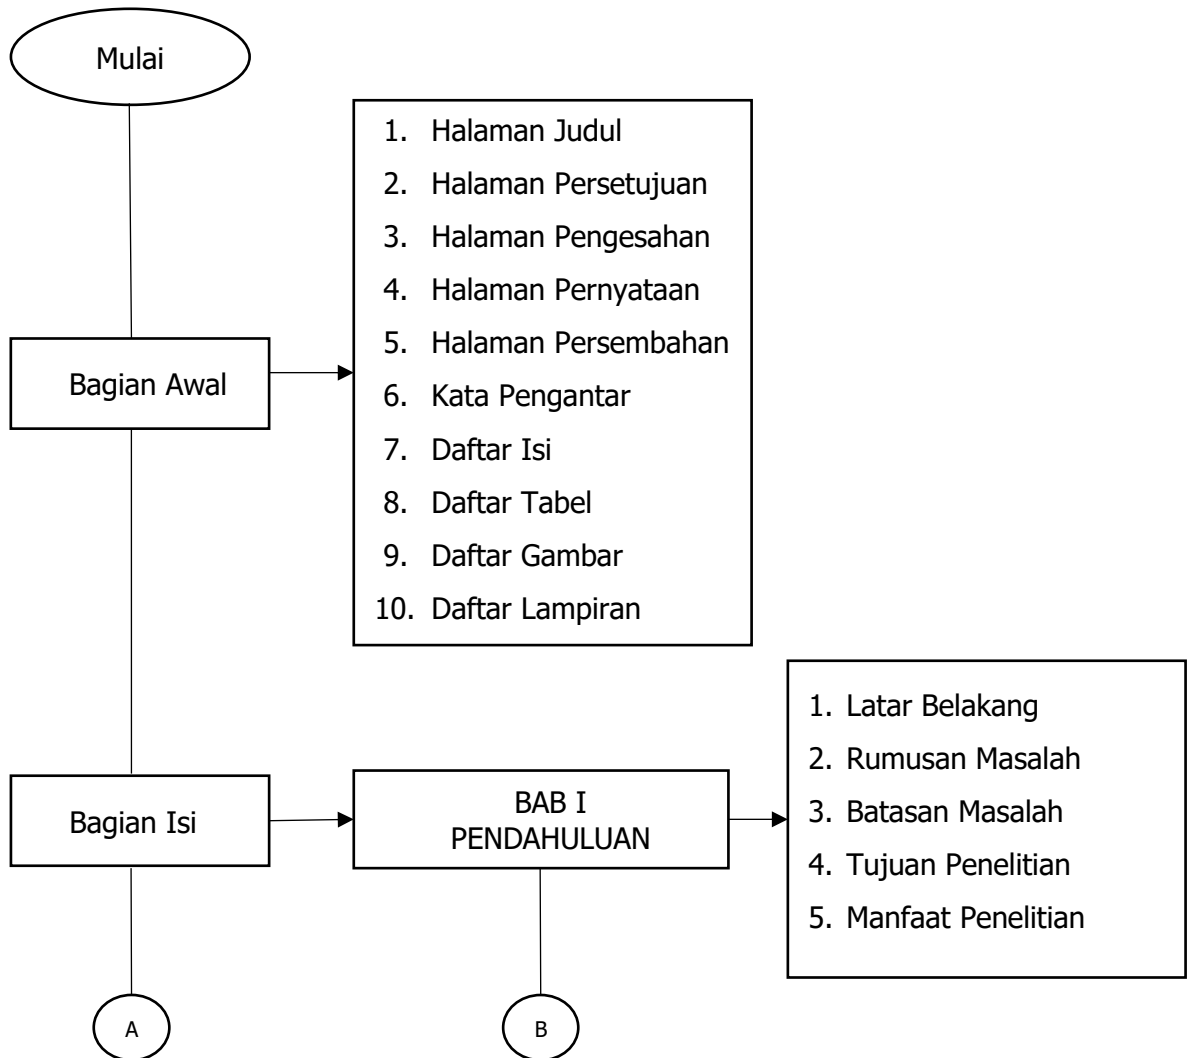 Mulai
1. Halaman Judul
2. Halaman Persetujuan
3. Halaman Pengesahan
4. Halaman Pernyataan
5. Halaman Persembahan
6. Kata Pengantar
7. Daftar Isi
8. Daftar Tabel
9. Daftar Gambar
10. Daftar Lampiran
Bagian Awal
Bagian Isi
BAB I
PENDAHULUAN
1. Latar Belakang
2. Rumusan Masalah
3. Batasan Masalah
4. Tujuan Penelitian
5. Manfaat Penelitian
A
B